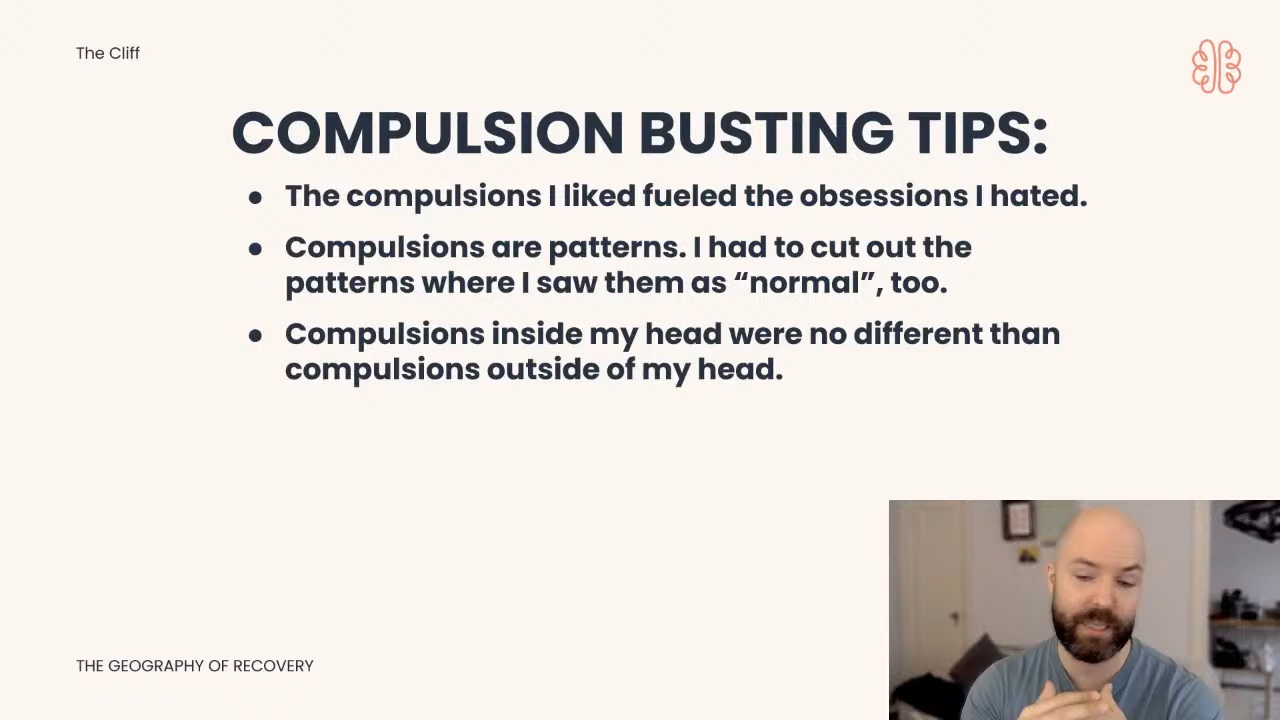 The Cliff
COMPULSION BUSTING TIPS:
● The compulsions I liked fueled the obsessions I hated.
● Compulsions are patterns. I had to cut out the
patterns where I saw them as “normal”, too.
● Compulsions inside my head were no different than
compulsions outside of my head.
THE GEOGRAPHY OF RECOVERY